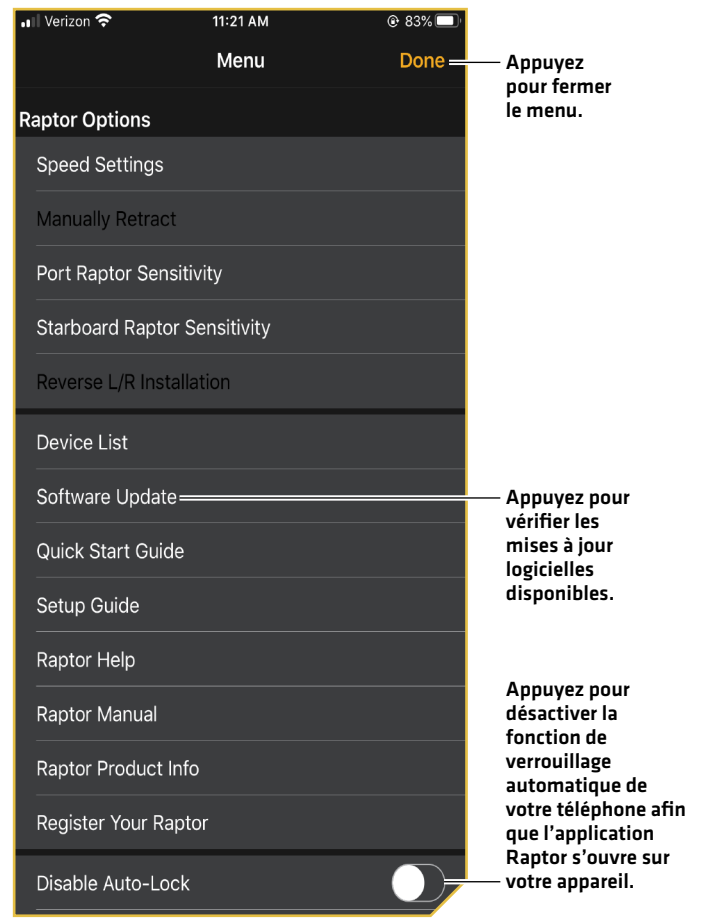 Verizon 11:21 AM 83%
Menu Done
Appuyez
pour fermer
le menu.
Raptor Options
Speed Settings
Manually Retract
Port Raptor Sensitivity
Starboard Raptor Sensitivity
Reverse L/R Installation
Device List
Software Update
Appuyez pour
vérifier les
mises à jour
logicielles
disponibles.
Quick Start Guide
Setup Guide
Raptor Help
Raptor Manual
Raptor Product Info
Register Your Raptor
Disable Auto-Lock
Appuyez pour
désactiver la
fonction de
verrouillage
automatique de
votre téléphone afin
que l’application
Raptor s’ouvre sur
votre appareil.